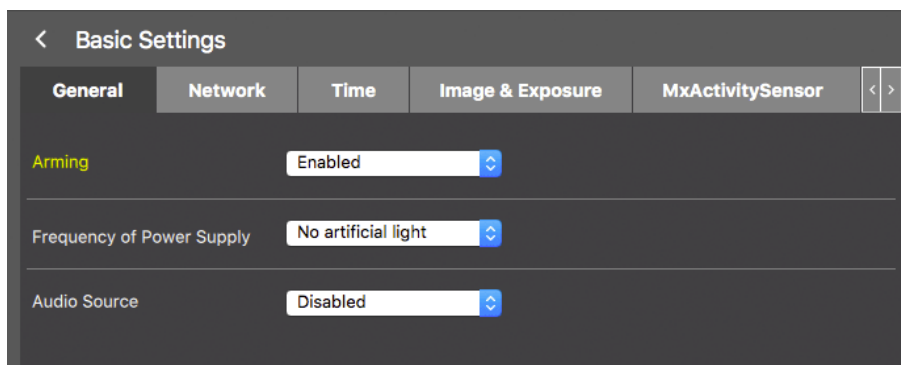 Basic Settings
General Network Time Image & Exposure MxActivitySensor
Arming Enabled
Frequency of Power Supply No artificial light
Audio Source Disabled